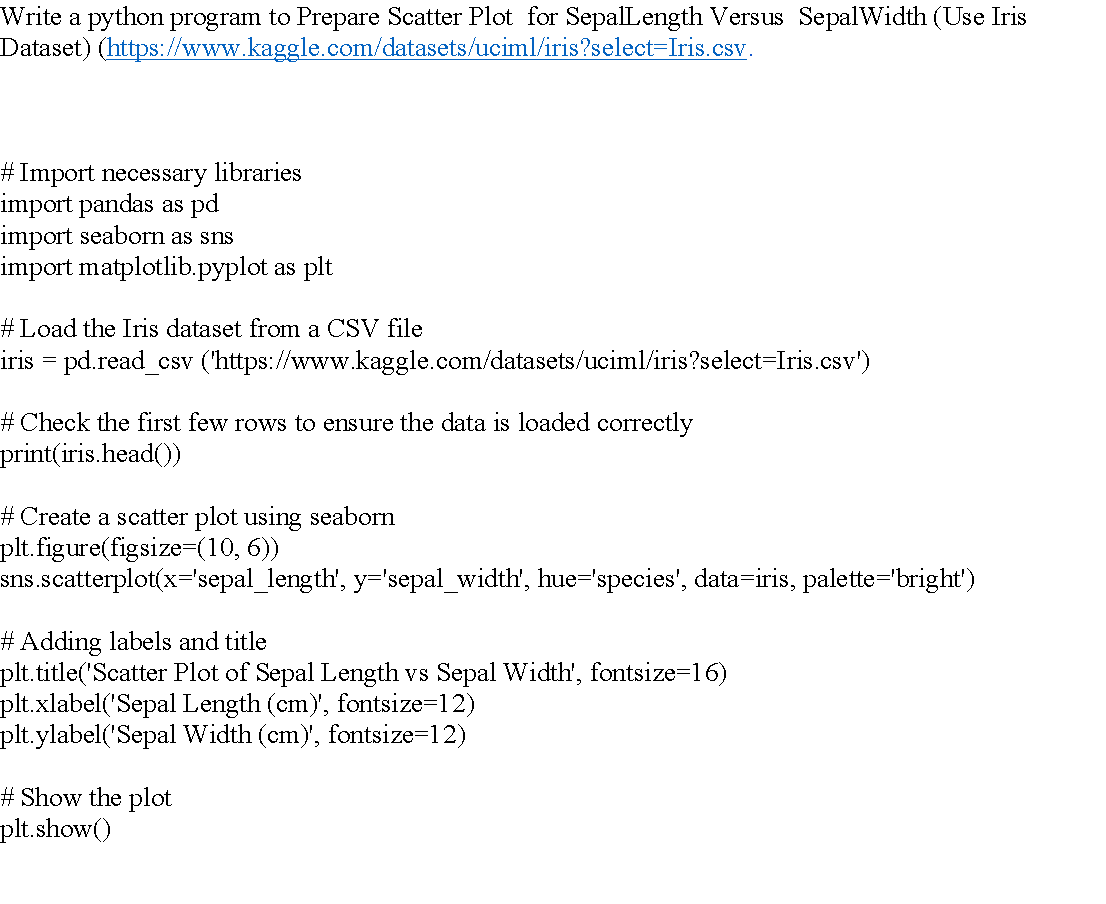 Write a python program to Prepare Scatter Plot  for SepalLength Versus  SepalWidth (Use Iris
Dataset) (https://www.kaggle.com/datasets/uciml/iris?select=Iris.csv.
# Import necessary libraries
import pandas as pd
import seaborn as sns
import matplotlib.pyplot as plt
# Load the Iris dataset from a CSV file
iris = pd.read_csv ('https://www.kaggle.com/datasets/uciml/iris?select=Iris.csv')
# Check the first few rows to ensure the data is loaded correctly
print(iris.head())
# Create a scatter plot using seaborn
plt.figure(figsize=(10, 6))
sns.scatterplot(x='sepal_length', y='sepal_width', hue='species', data=iris, palette='bright')
# Adding labels and title
plt.title('Scatter Plot of Sepal Length vs Sepal Width', fontsize=16)
plt.xlabel('Sepal Length (cm)', fontsize=12)
plt.ylabel('Sepal Width (cm)', fontsize=12)
# Show the plot
plt.show()